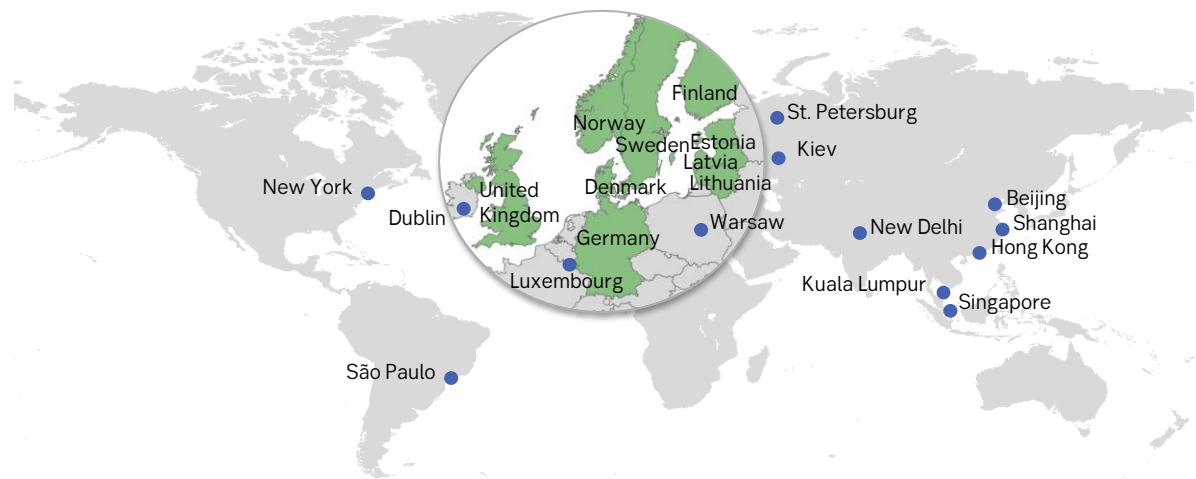 Finland
St. Petersburg
Norway
Sweden
Estonia
Kiev
Latvia
Lithuania
New York
United
Kingdom
Denmark
Dublin
Beijing
Warsaw
New Delhi
Shanghai
Germany
Hong Kong
Luxembourg
Kuala Lumpur
Singapore
São Paulo